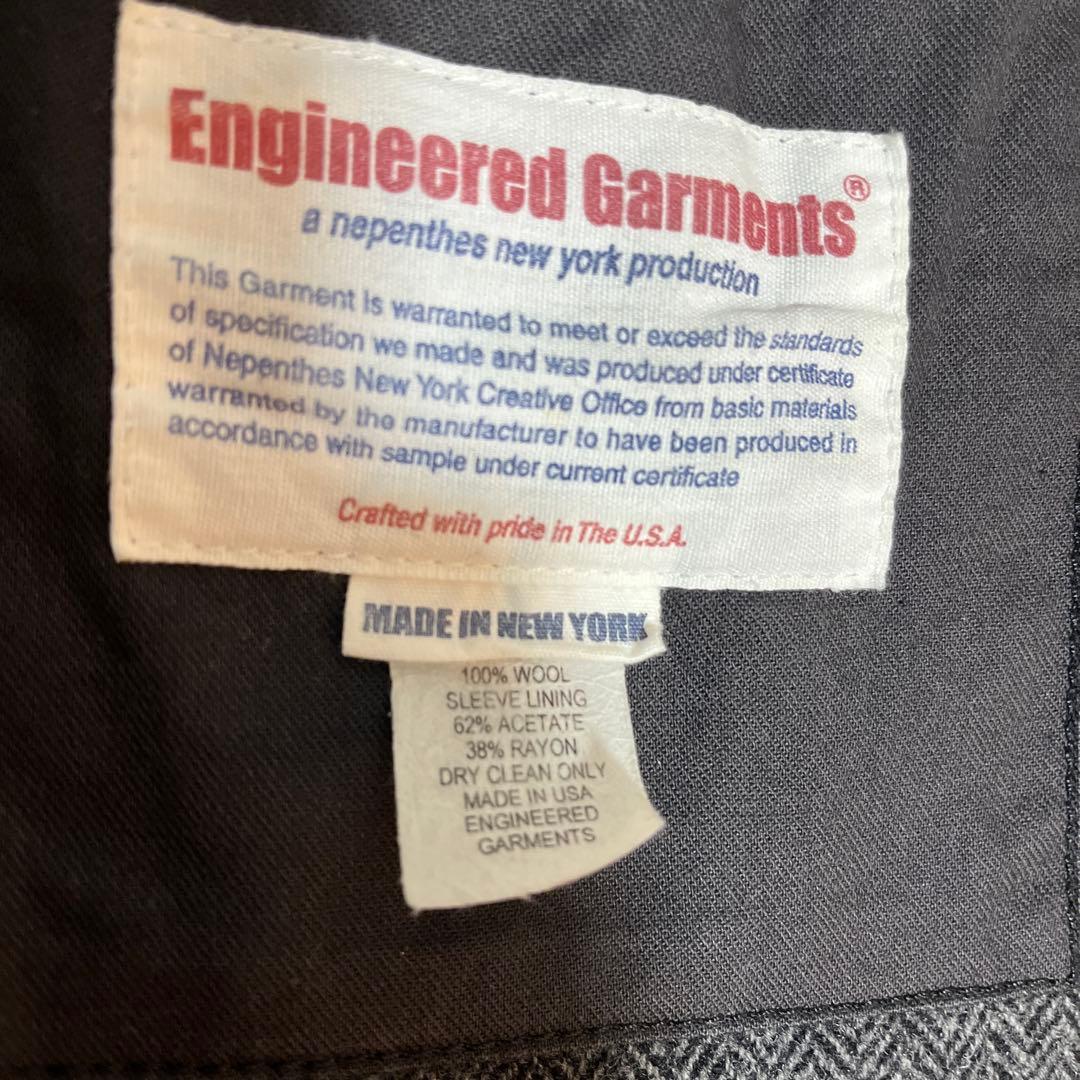 Engineered Garments®
a nepenthes new york production
This Garment is warranted to meet or exceed the standards
of specification we made and was produced under certificate
of Nepenthes New York Creative Office from basic materials
warranted by the manufacturer to have been produced in
accordance with sample under current certificate
Crafted with pride in The U.S.A.
MADE IN NEW YORK
100% WOOL
SLEEVE LINING
62% ACETATE
38% RAYON
DRY CLEAN ONLY
MADE IN USA
ENGINEERED
GARMENTS